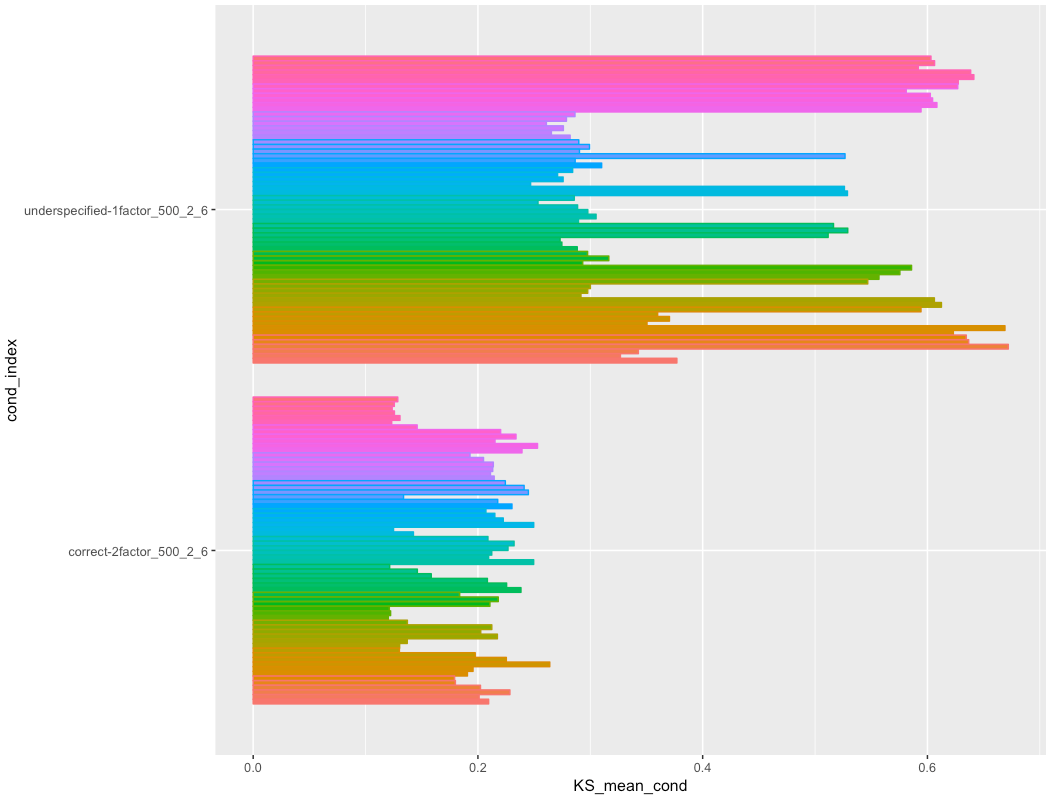 underspecified-1factor_500_2_6
correct-2factor_500_2_6
cond_index
0.0 0.2 0.4 0.6
KS_mean_cond